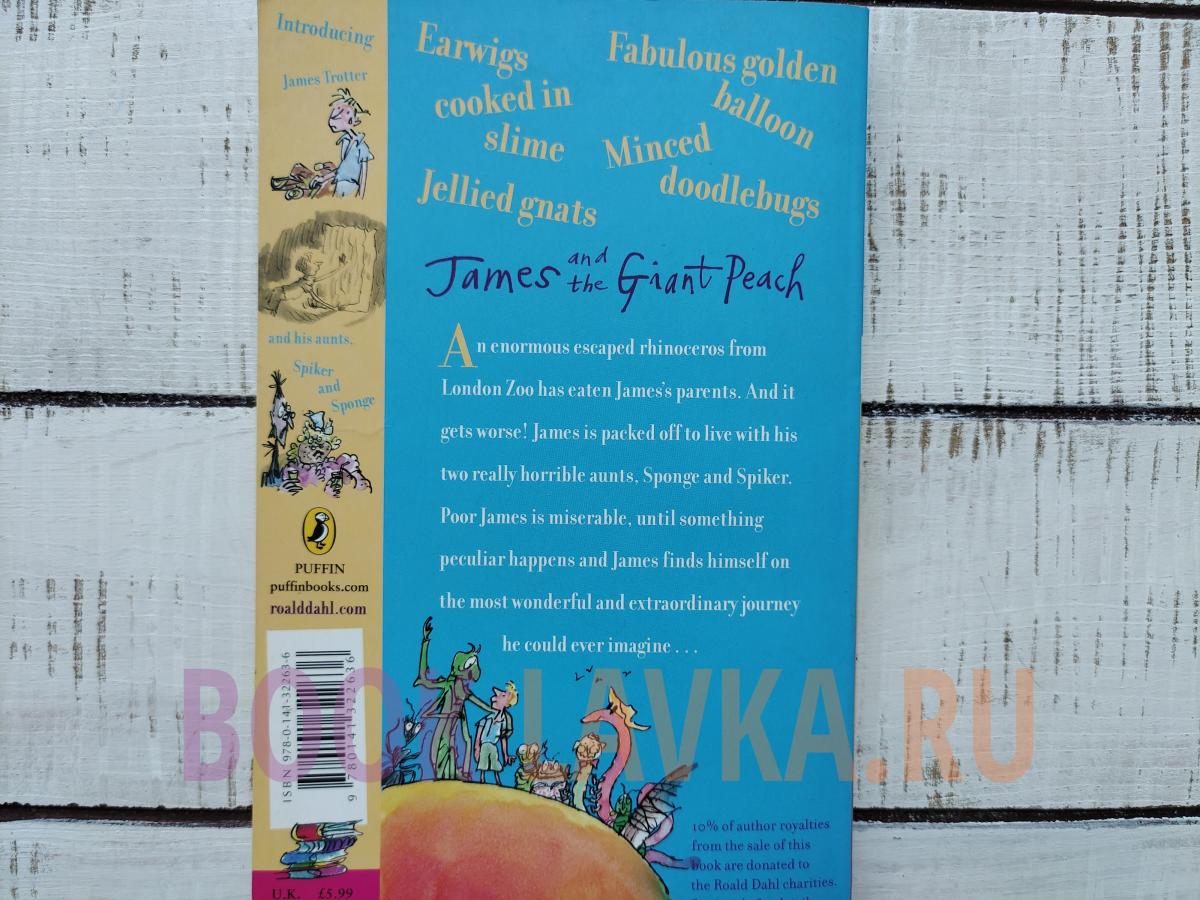 Introducing
James Trotter
and his aunts,
Spiker
and
Sponge
PUFFIN
puffinbooks.com
roalddahl.com
ISBN 978-0-141-32263-6
9 780141 322636
U.K. £5.99
Earwigs
cooked in
slime
Fabulous golden
balloon
Minced
doodlebugs
Jellied gnats
James and the Giant Peach
An enormous escaped rhinoceros from
London Zoo has eaten James's parents. And it
gets worse! James is packed off to live with his
two really horrible aunts, Sponge and Spiker.
Poor James is miserable, until something
peculiar happens and James finds himself on
the most wonderful and extraordinary journey
he could ever imagine . . .
10% of author royalties
from the sale of this
book are donated to
the Roald Dahl charities.